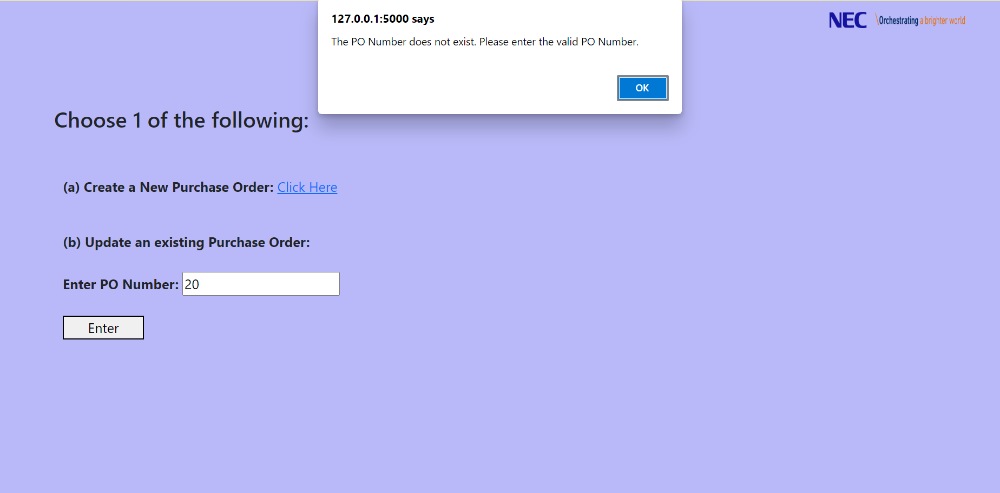 127.0.0.1:5000 says
The PO Number does not exist. Please enter the valid PO Number.
OK
NEC \Orchestrating a brighter world
Choose 1 of the following:
(a) Create a New Purchase Order: Click Here
(b) Update an existing Purchase Order:
Enter PO Number: 20
Enter